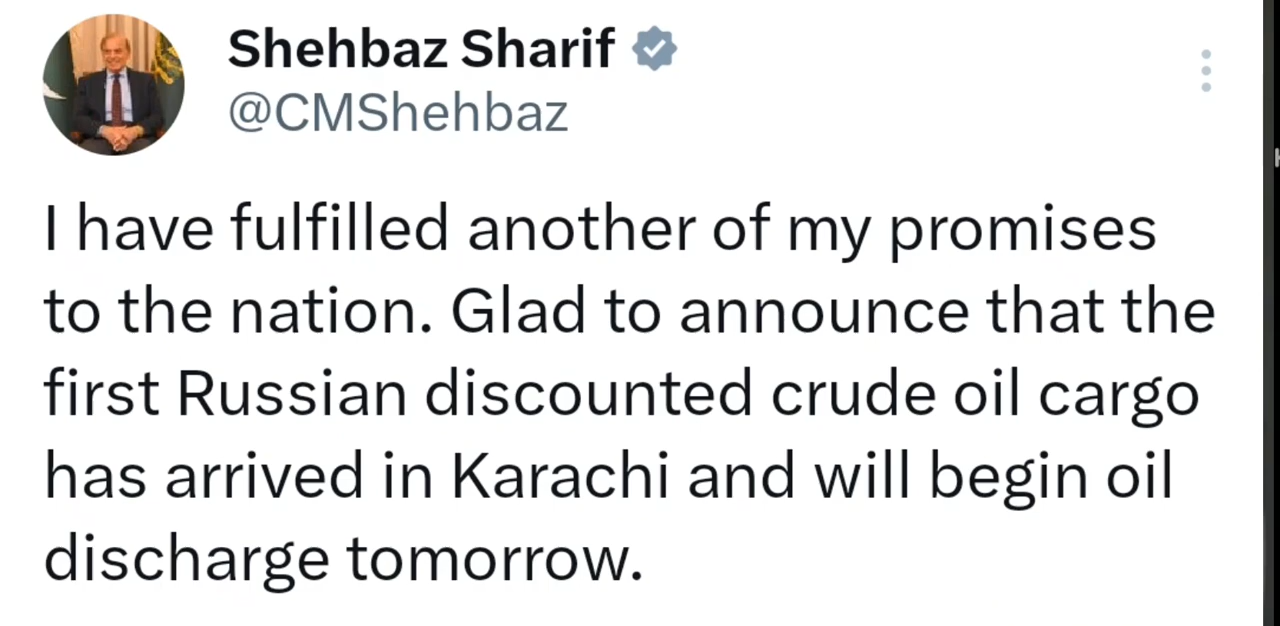 Shehbaz Sharif
@CMShehbaz
I have fulfilled another of my promises
to the nation. Glad to announce that the
first Russian discounted crude oil cargo
has arrived in Karachi and will begin oil
discharge tomorrow.